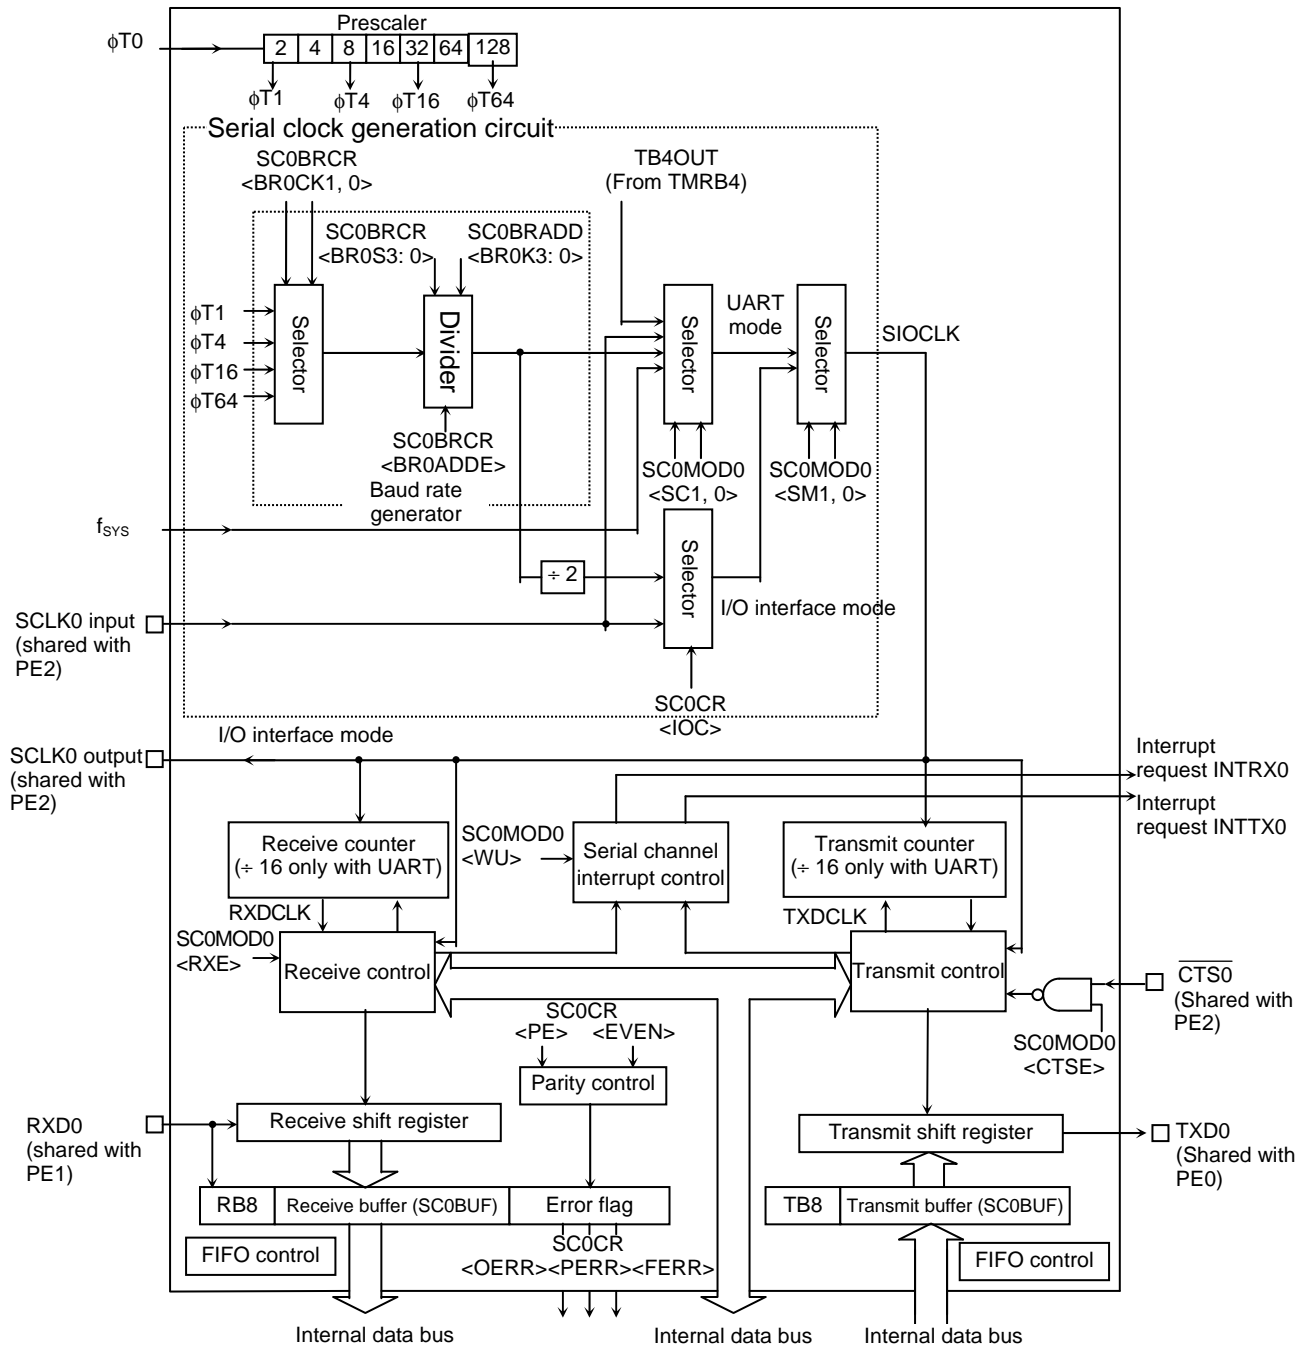 Prescaler
ϕT0
2 4 8 16 32 64 128
ϕT1 ϕT4 ϕT16 ϕT64
Serial clock generation circuit
SC0BRCR
<BR0CK1, 0>
TB4OUT
(From TMRB4)
SC0BRCR
<BR0S3: 0>
SC0BRADD
<BR0K3: 0>
ϕT1
ϕT4
ϕT16
ϕT64
Selector
Divider
Selector
UART
mode
Selector
SIOCLK
SC0BRCR
<BR0ADDE>
Baud rate
generator
SC0MOD0
<SC1, 0>
SC0MOD0
<SM1, 0>
fSYS
÷ 2
Selector
I/O interface mode
SCLK0 input
(shared with
PE2)
SC0CR
<IOC>
I/O interface mode
SCLK0 output
(shared with
PE2)
Interrupt
request INTRX0
Interrupt
request INTTX0
Receive counter
(÷ 16 only with UART)
SC0MOD0
<WU>
Serial channel
interrupt control
Transmit counter
(÷ 16 only with UART)
RXDCLK
TXDCLK
SC0MOD0
<RXE>
Receive control
Transmit control
CTS0
(Shared with
PE2)
SC0MOD0
<CTSE>
SC0CR
<PE> <EVEN>
Parity control
RXD0
(shared with
PE1)
Receive shift register
Transmit shift register
TXD0
(Shared with
PE0)
RB8 Receive buffer (SC0BUF) Error flag
TB8 Transmit buffer (SC0BUF)
FIFO control
SC0CR
<OERR><PERR><FERR>
FIFO control
Internal data bus
Internal data bus
Internal data bus